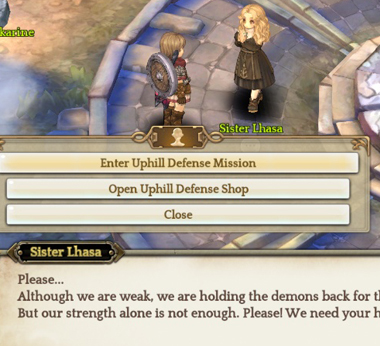 karine
Sister Lhasa
Enter Uphill Defense Mission
Open Uphill Defense Shop
Close
Sister Lhasa
Please...
Although we are weak, we are holding the demons back for
But our strength alone is not enough. Please! We need your